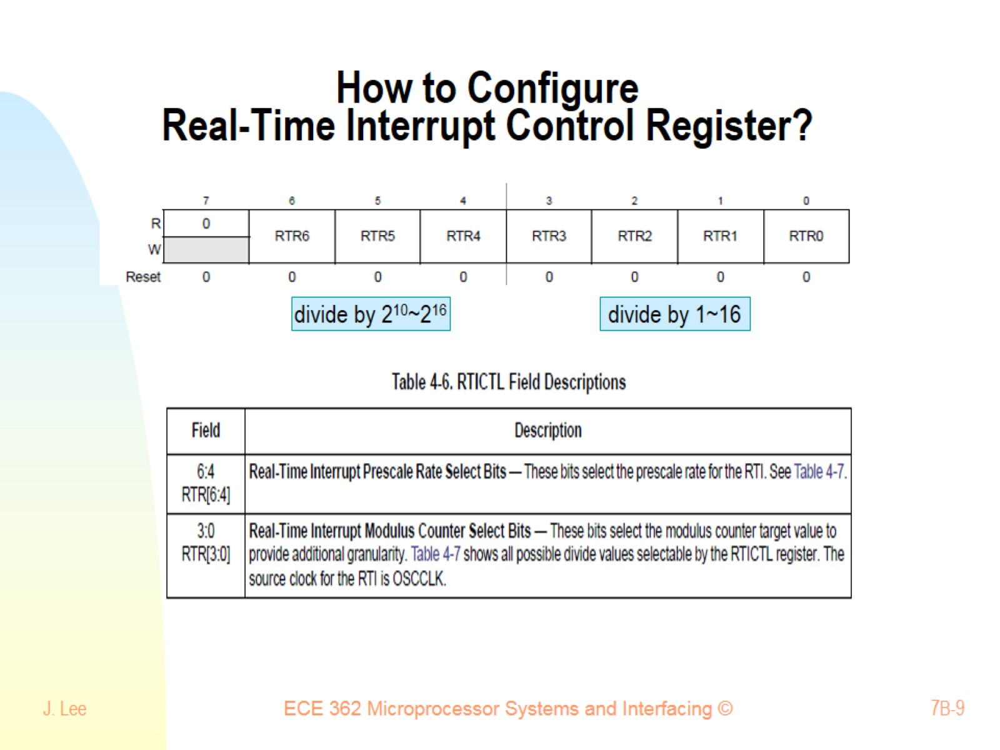 How to Configure
Real-Time Interrupt Control Register?
7 6 5 4 3 2 1 0
R 0 RTR6 RTR5 RTR4 RTR3 RTR2 RTR1 RTR0
W
Reset 0 0 0 0 0 0 0 0
divide by 2¹⁰~2¹⁶ divide by 1~16
Table 4-6. RTICTL Field Descriptions
Field Description
6:4 Real-Time Interrupt Prescale Rate Select Bits — These bits select the prescale rate for the RTI. See Table 4-7.
RTR[6:4]
3:0 Real-Time Interrupt Modulus Counter Select Bits — These bits select the modulus counter target value to
RTR[3:0] provide additional granularity. Table 4-7 shows all possible divide values selectable by the RTICTL register. The
source clock for the RTI is OSCCLK.
J. Lee ECE 362 Microprocessor Systems and Interfacing © 7B-9